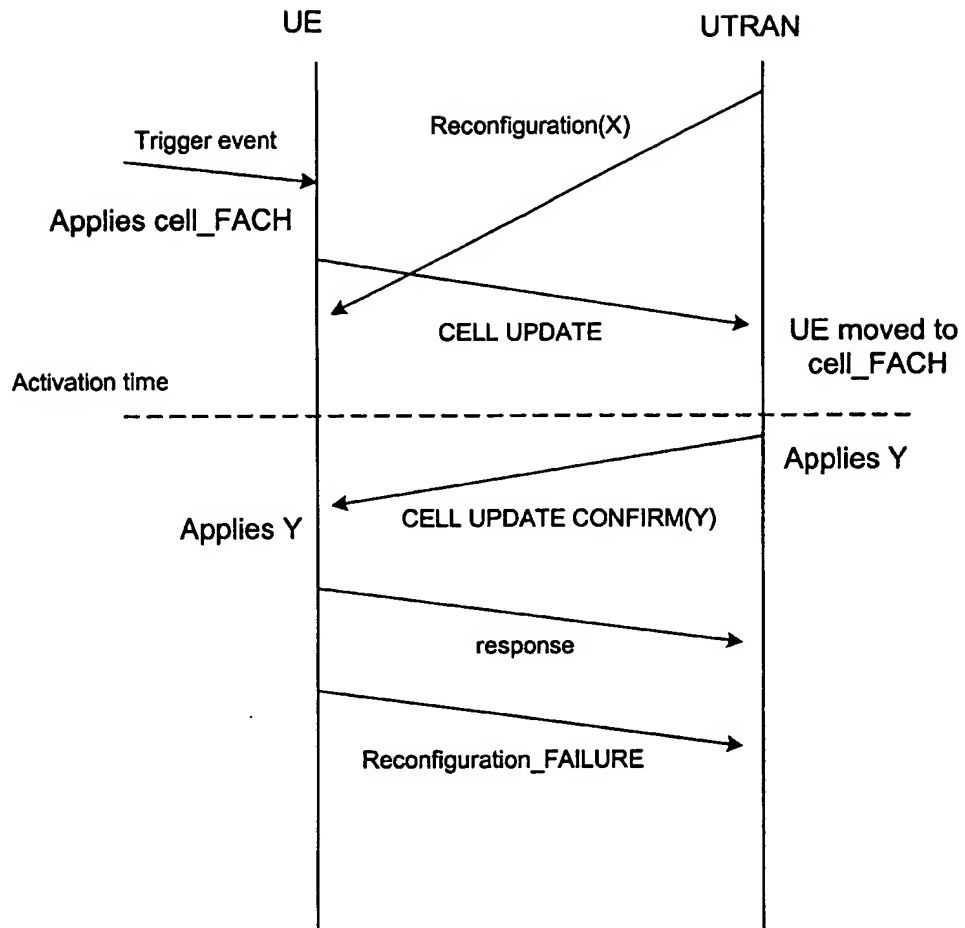 UE
UTRAN
Reconfiguration(X)
Trigger event
Applies cell_FACH
CELL UPDATE
UE moved to
cell_FACH
Activation time
Applies Y
Applies Y
CELL UPDATE CONFIRM(Y)
response
Reconfiguration_FAILURE